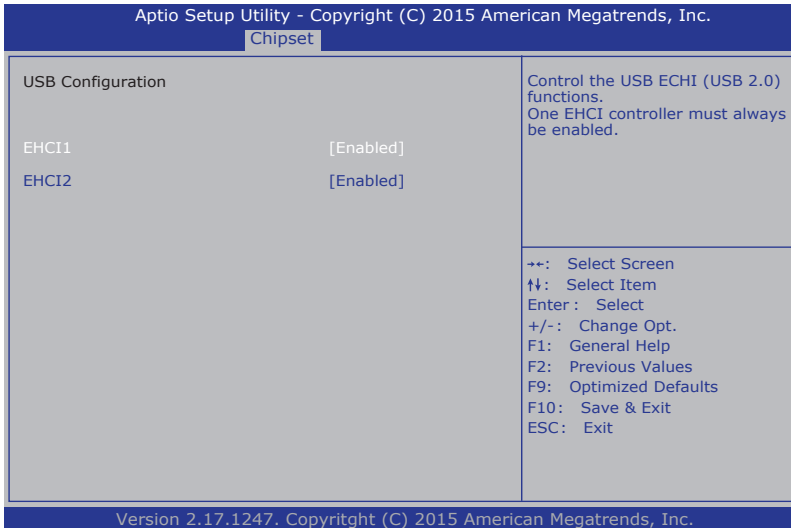 Aptio Setup Utility - Copyright (C) 2015 American Megatrends, Inc.
Chipset
USB Configuration
EHCI1 [Enabled]
EHCI2 [Enabled]
Control the USB ECHI (USB 2.0)
functions.
One EHCI controller must always
be enabled.
→←: Select Screen
↑↓: Select Item
Enter : Select
+/-: Change Opt.
F1: General Help
F2: Previous Values
F9: Optimized Defaults
F10: Save & Exit
ESC: Exit
Version 2.17.1247. Copyritght (C) 2015 American Megatrends, Inc.